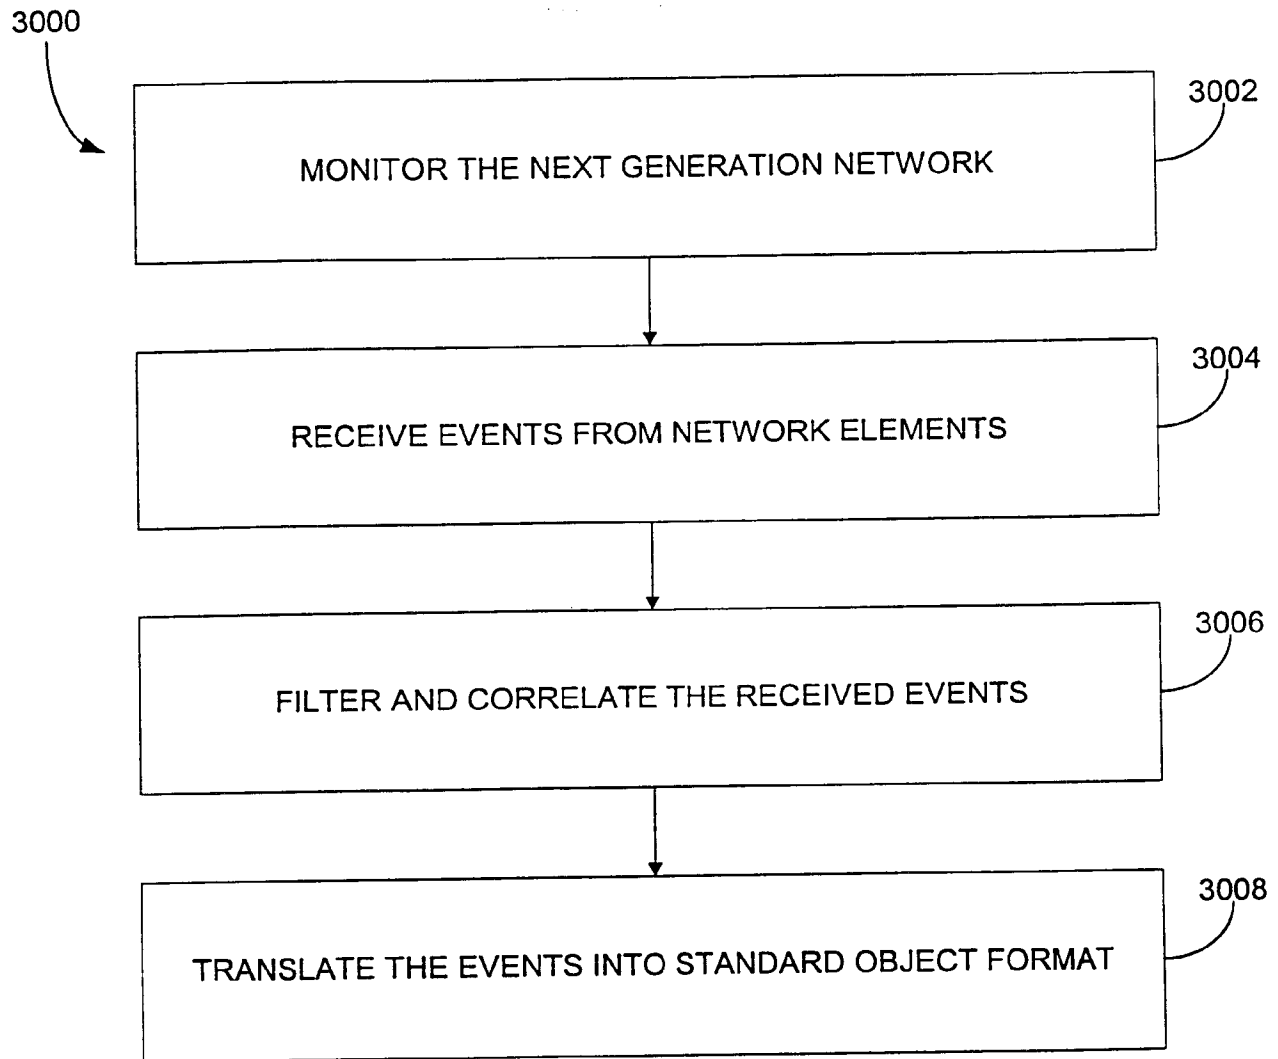 3000
3002
MONITOR THE NEXT GENERATION NETWORK
3004
RECEIVE EVENTS FROM NETWORK ELEMENTS
3006
FILTER AND CORRELATE THE RECEIVED EVENTS
3008
TRANSLATE THE EVENTS INTO STANDARD OBJECT FORMAT